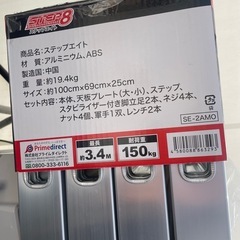 STEP8
商品名：ステップエイト
材 質：アルミニウム、ABS
製造国：中国
重 量：約19.4kg
サイズ：約100cm×69cm×25cm
セット内容：本体、天板プレート(大・小)、ステップ、
スタビライザー付き脚立足2本、ネジ4本、
ナット4個、軍手1双、レンチ2本
SE-2AMO
Primedirect
株式会社プライムダイレクト
0800-333-6116
最長
約3.4M
耐荷重
150kg
4580088863293